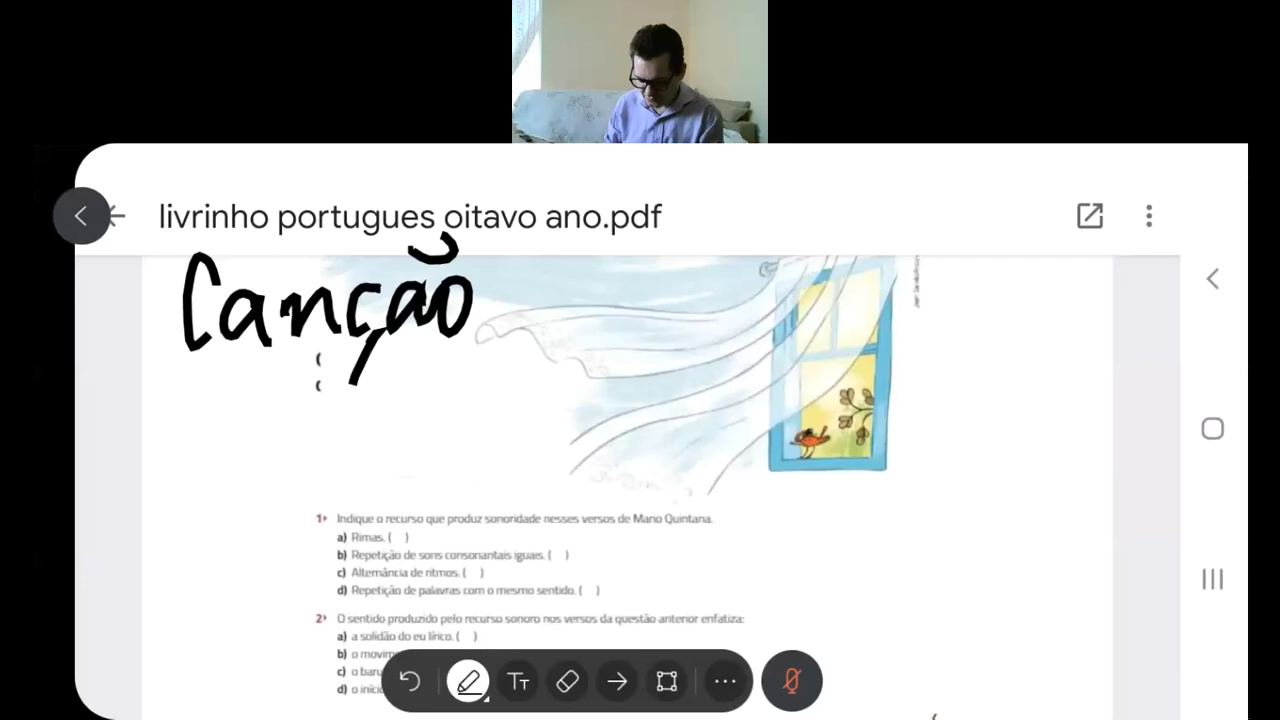 livrinho portugues oitavo ano.pdf
Canção
(
(
1 Indique o recurso que produz sonoridade nesses versos de Mario Quintana.
a) Rimas. ( )
b) Repetição de sons consonantais iguais. ( )
c) Alternância de ritmos. ( )
d) Repetição de palavras com o mesmo sentido. ( )
2 O sentido produzido pelo recurso sonoro nos versos da questão anterior enfatiza:
a) a solidão do eu lírico. ( )
b) o movim
c) o baru
d) o iníc
Tт